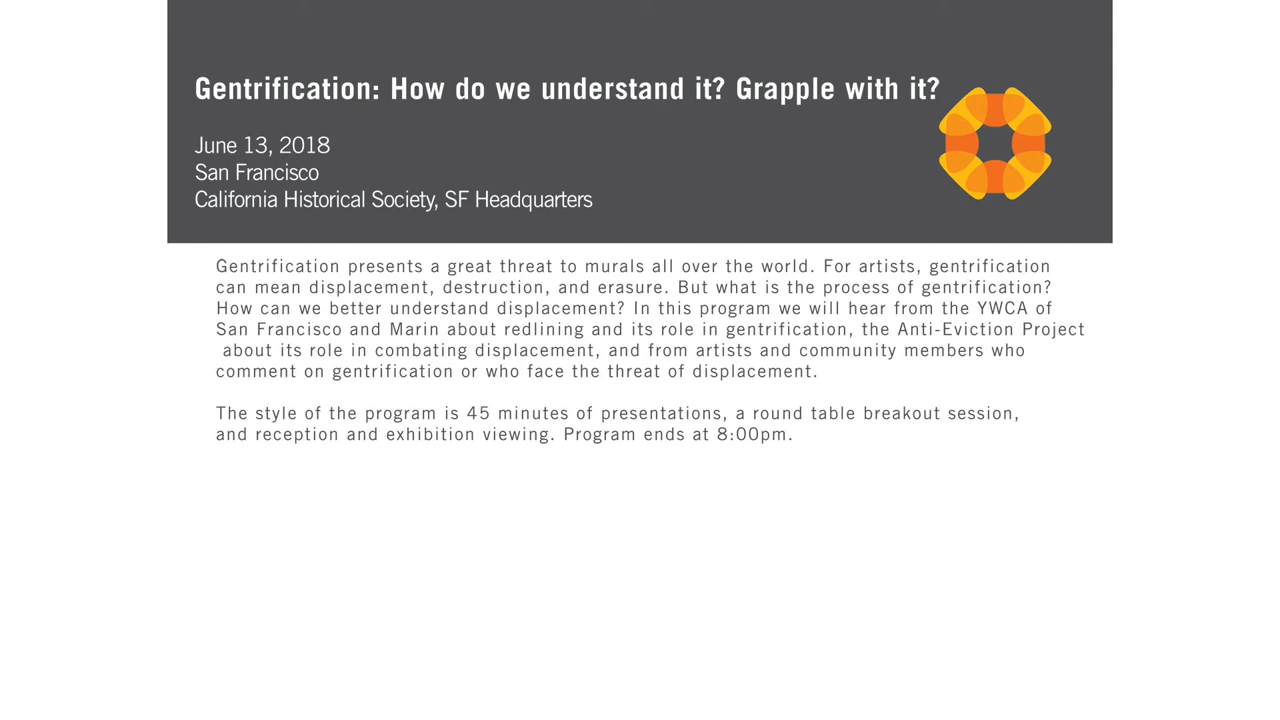 Gentrification: How do we understand it? Grapple with it?
June 13, 2018
San Francisco
California Historical Society, SF Headquarters
Gentrification presents a great threat to murals all over the world. For artists, gentrification
can mean displacement, destruction, and erasure. But what is the process of gentrification?
How can we better understand displacement? In this program we will hear from the YWCA of
San Francisco and Marin about redlining and its role in gentrification, the Anti-Eviction Project
about its role in combating displacement, and from artists and community members who
comment on gentrification or who face the threat of displacement.
The style of the program is 45 minutes of presentations, a round table breakout session,
and reception and exhibition viewing. Program ends at 8:00pm.